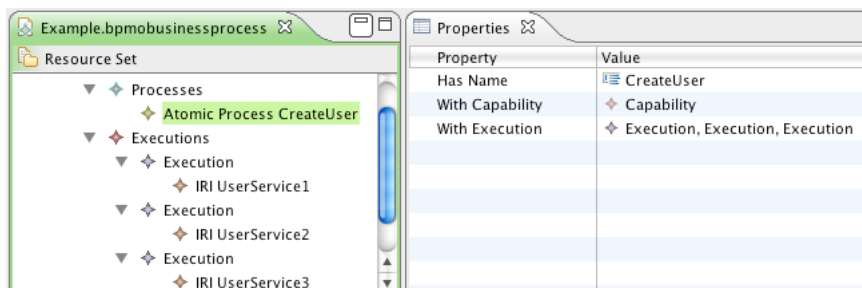 Example.bpmobusinessprocess
Resource Set
Processes
Atomic Process CreateUser
Executions
Execution
IRI UserService1
Execution
IRI UserService2
Execution
IRI UserService3
Properties
Property Value
Has Name CreateUser
With Capability Capability
With Execution Execution, Execution, Execution